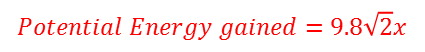 Potential Energy gained = 9.8√2x